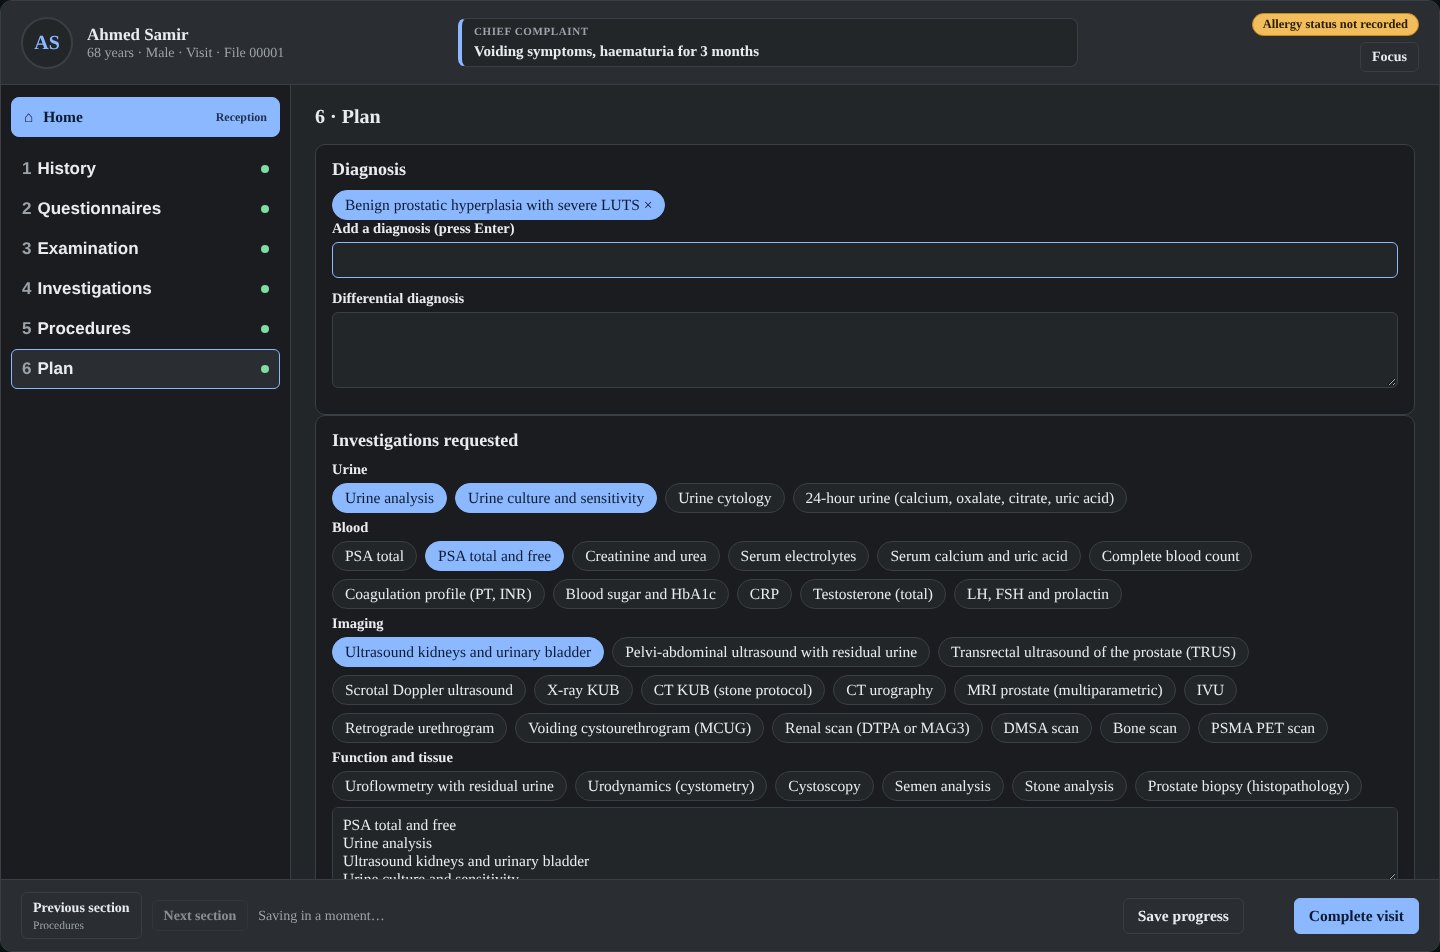 AS
Ahmed Samir
68 years · Male · Visit · File 00001
CHIEF COMPLAINT
Voiding symptoms, haematuria for 3 months
Allergy status not recorded
Focus
⌂ Home Reception
1 History
2 Questionnaires
3 Examination
4 Investigations
5 Procedures
6 Plan
6 · Plan
Diagnosis
Benign prostatic hyperplasia with severe LUTS ×
Add a diagnosis (press Enter)
Differential diagnosis
Investigations requested
Urine
Urine analysis Urine culture and sensitivity Urine cytology 24-hour urine (calcium, oxalate, citrate, uric acid)
Blood
PSA total PSA total and free Creatinine and urea Serum electrolytes Serum calcium and uric acid Complete blood count
Coagulation profile (PT, INR) Blood sugar and HbA1c CRP Testosterone (total) LH, FSH and prolactin
Imaging
Ultrasound kidneys and urinary bladder Pelvi-abdominal ultrasound with residual urine Transrectal ultrasound of the prostate (TRUS)
Scrotal Doppler ultrasound X-ray KUB CT KUB (stone protocol) CT urography MRI prostate (multiparametric) IVU
Retrograde urethrogram Voiding cystourethrogram (MCUG) Renal scan (DTPA or MAG3) DMSA scan Bone scan PSMA PET scan
Function and tissue
Uroflowmetry with residual urine Urodynamics (cystometry) Cystoscopy Semen analysis Stone analysis Prostate biopsy (histopathology)
PSA total and free
Urine analysis
Ultrasound kidneys and urinary bladder
Urine culture and sensitivity
Previous section
Procedures
Next section
Saving in a moment…
Save progress
Complete visit